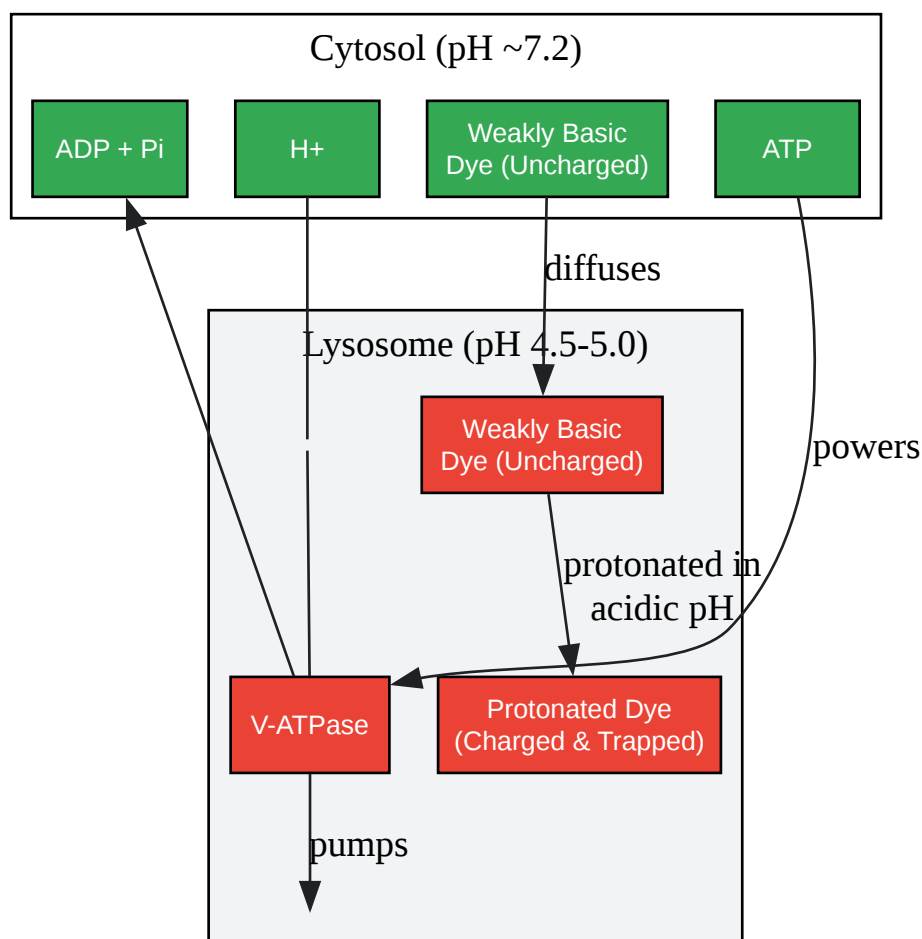 Cytosol (pH ~7.2)
ADP + Pi
H+
Weakly Basic
Dye (Uncharged)
ATP
diffuses
Lysosome (pH 4.5-5.0)
Weakly Basic
Dye (Uncharged)
powers
protonated in
acidic pH
V-ATPase
Protonated Dye
(Charged & Trapped)
pumps